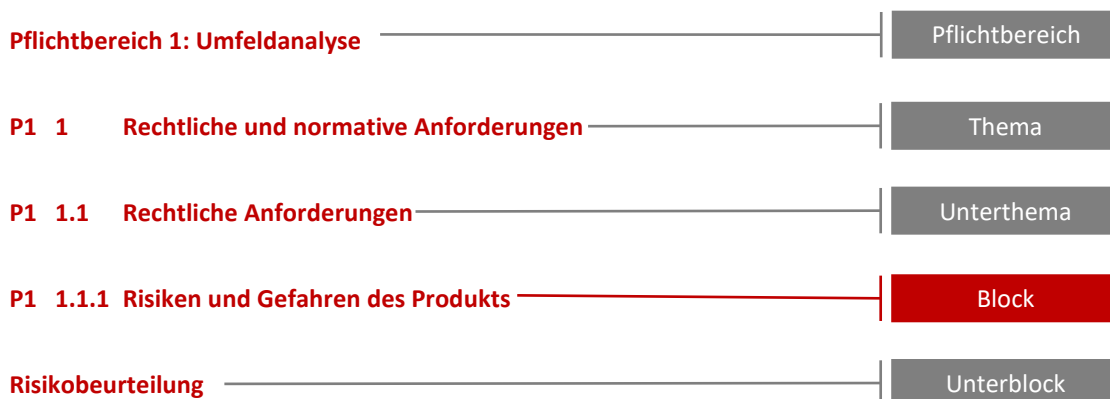 Pflichtbereich 1: Umfeldanalyse Pflichtbereich
P1 1 Rechtliche und normative Anforderungen Thema
P1 1.1 Rechtliche Anforderungen Unterthema
P1 1.1.1 Risiken und Gefahren des Produkts Block
Risikobeurteilung Unterblock